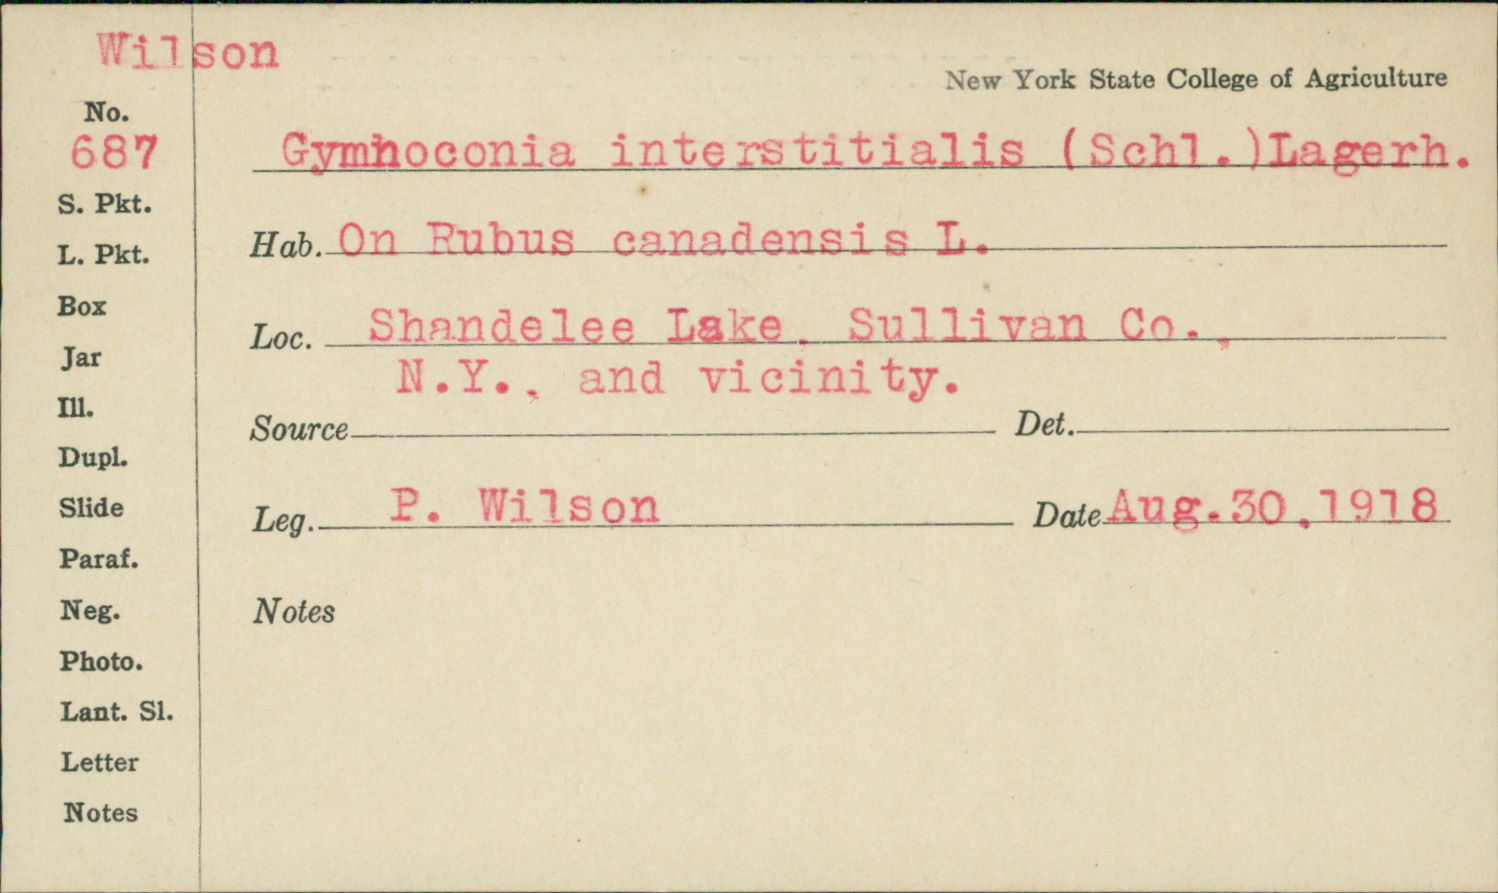 Wilson
New York State College of Agriculture
No.
687
Gymnoconia interstitialis (Schl.)Lagerh.
S. Pkt.
L. Pkt.
Hab. On Rubus canadensis L.
Box
Loc. Shandelee Lake, Sullivan Co.,
Jar
N.Y., and vicinity.
Ill.
Source Det.
Dupl.
Slide
Leg. P. Wilson Date Aug.30,1918
Paraf.
Neg.
Notes
Photo.
Lant. Sl.
Letter
Notes